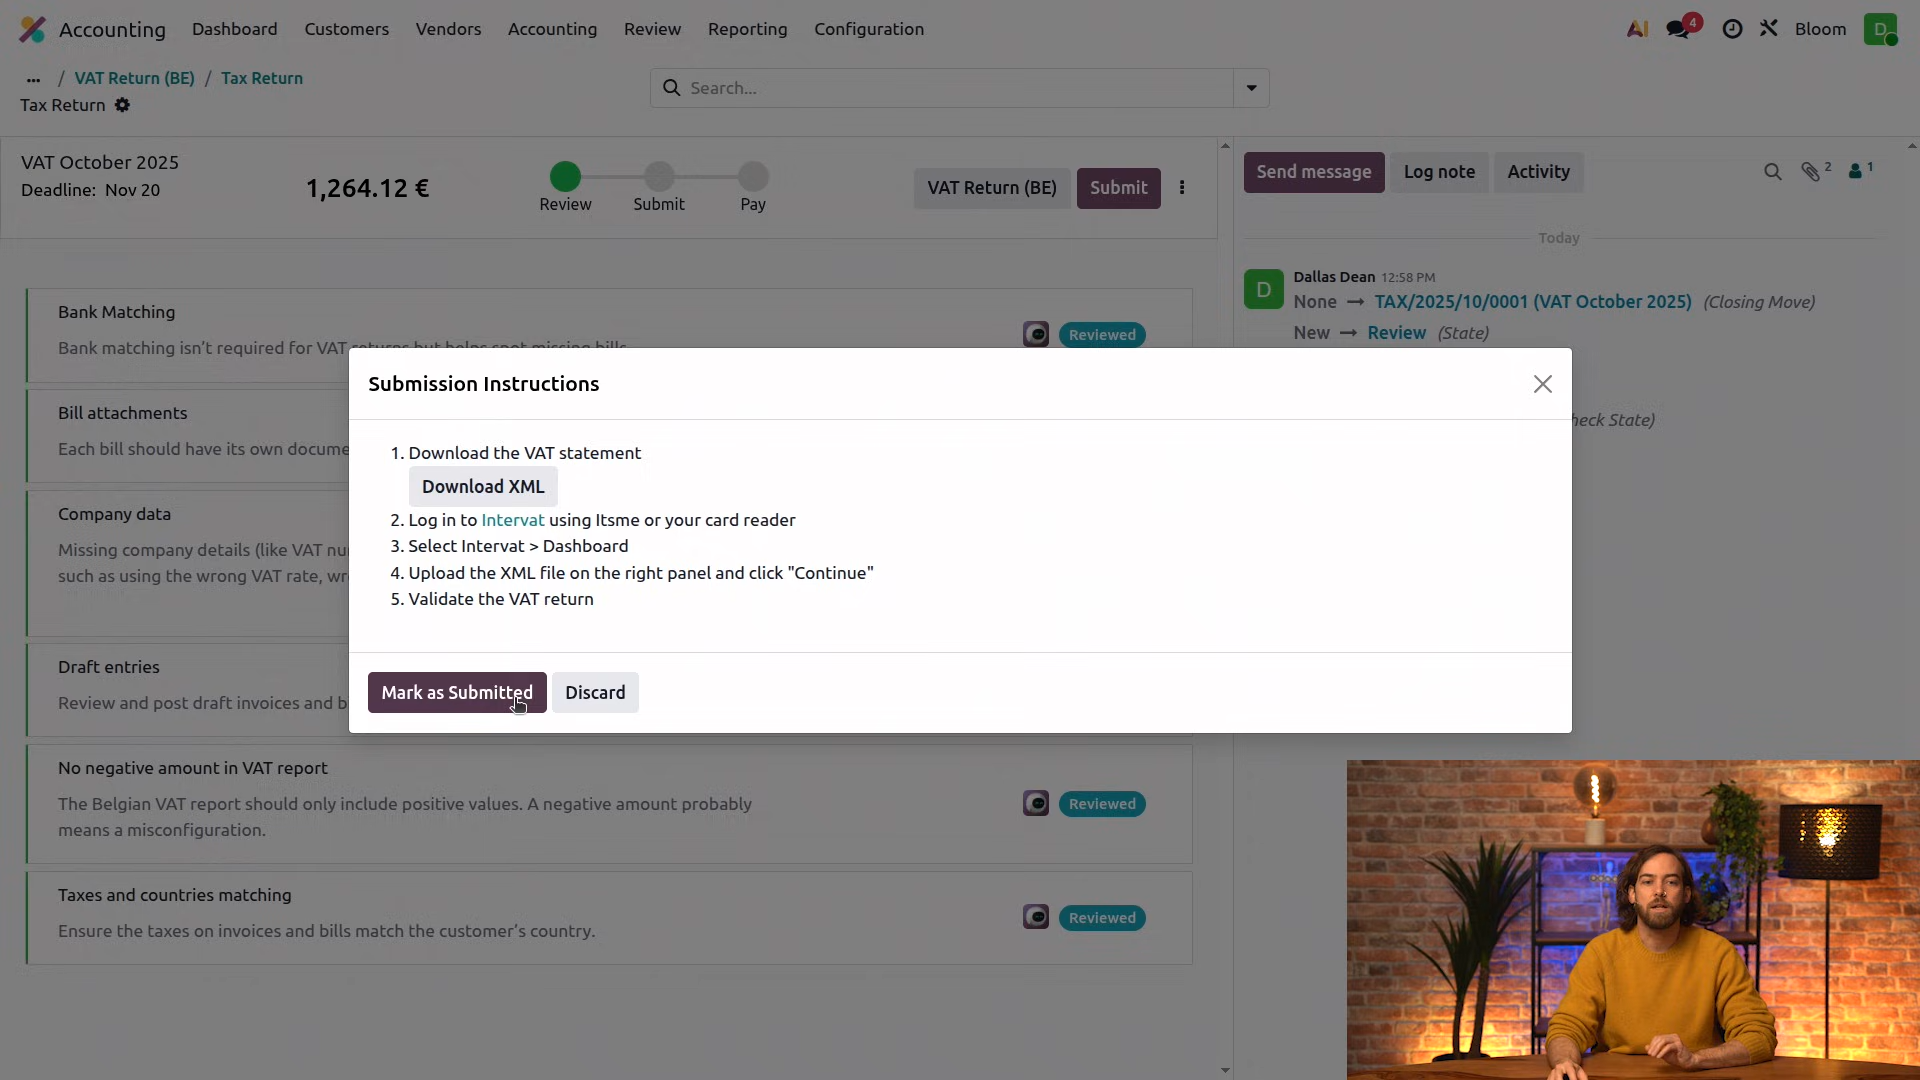 Accounting
Dashboard
Customers
Vendors
Accounting
Review
Reporting
Configuration
AI
4
Bloom
D
... / VAT Return (BE) / Tax Return
Tax Return
Search...
VAT October 2025
Deadline: Nov 20
1,264.12 €
Review
Submit
Pay
VAT Return (BE)
Submit
Send message
Log note
Activity
2
1
Today
D
Dallas Dean 12:58 PM
None → TAX/2025/10/0001 (VAT October 2025) (Closing Move)
New → Review (State)
heck State)
Bank Matching
Bank matching isn't required for VAT returns but helps spot missing bills
Reviewed
Bill attachments
Each bill should have its own docume
Company data
Missing company details (like VAT nu
such as using the wrong VAT rate, wr
Draft entries
Review and post draft invoices and b
Submission Instructions
1. Download the VAT statement
Download XML
2. Log in to Intervat using Itsme or your card reader
3. Select Intervat > Dashboard
4. Upload the XML file on the right panel and click "Continue"
5. Validate the VAT return
Mark as Submitted
Discard
No negative amount in VAT report
The Belgian VAT report should only include positive values. A negative amount probably
means a misconfiguration.
Reviewed
Taxes and countries matching
Ensure the taxes on invoices and bills match the customer's country.
Reviewed